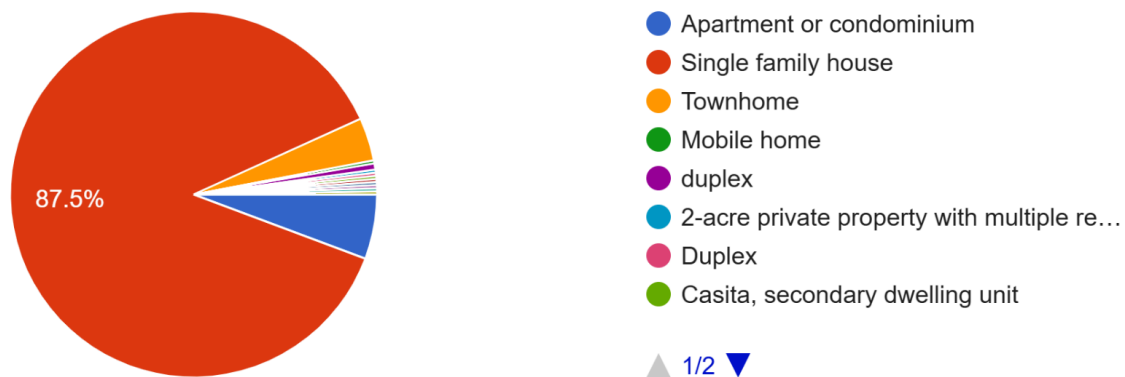 87.5%
Apartment or condominium
Single family house
Townhome
Mobile home
duplex
2-acre private property with multiple re…
Duplex
Casita, secondary dwelling unit
1/2